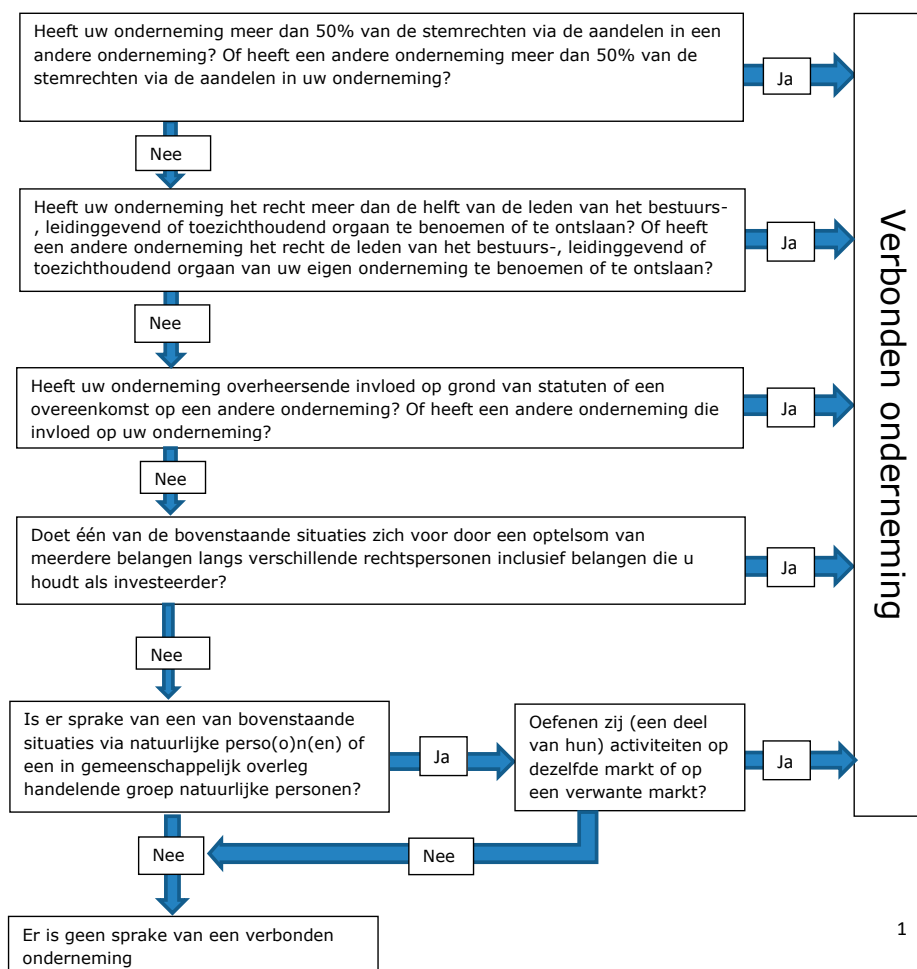 Heeft uw onderneming meer dan 50% van de stemrechten via de aandelen in een
andere onderneming? Of heeft een andere onderneming meer dan 50% van de
stemrechten via de aandelen in uw onderneming?
Ja
Nee
Heeft uw onderneming het recht meer dan de helft van de leden van het bestuurs-
, leidinggevend of toezichthoudend orgaan te benoemen of te ontslaan? Of heeft
een andere onderneming het recht de leden van het bestuurs-, leidinggevend of
toezichthoudend orgaan van uw eigen onderneming te benoemen of te ontslaan?
Ja
Nee
Heeft uw onderneming overheersende invloed op grond van statuten of een
overeenkomst op een andere onderneming? Of heeft een andere onderneming die
invloed op uw onderneming?
Ja
Nee
Doet één van de bovenstaande situaties zich voor door een optelsom van
meerdere belangen langs verschillende rechtspersonen inclusief belangen die u
houdt als investeerder?
Ja
Nee
Is er sprake van een van bovenstaande
situaties via natuurlijke perso(o)n(en) of
een in gemeenschappelijk overleg
handelende groep natuurlijke personen?
Ja
Oefenen zij (een deel
van hun) activiteiten op
dezelfde markt of op
een verwante markt?
Ja
Nee
Nee
Er is geen sprake van een verbonden
onderneming
Verbonden onderneming
1